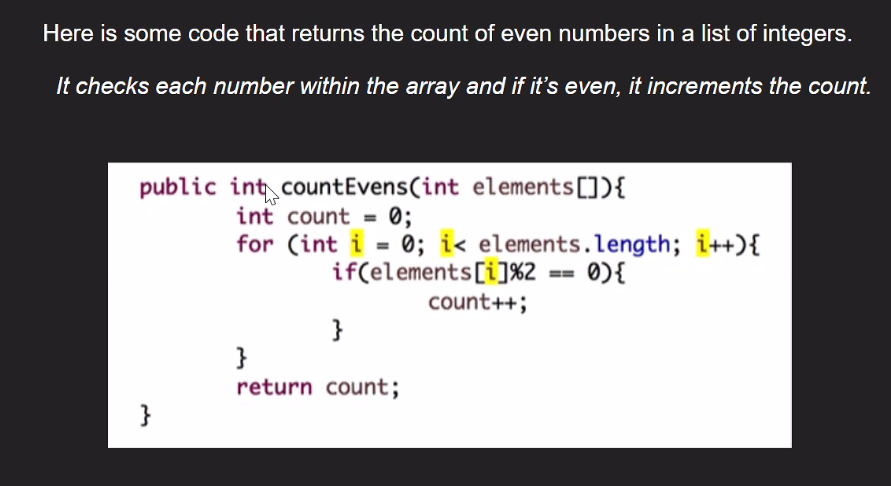 Here is some code that returns the count of even numbers in a list of integers.
It checks each number within the array and if it’s even, it increments the count.
public int countEvens(int elements[]){
int count = 0;
for (int i = 0; i< elements.length; i++){
if(elements[i]%2 == 0){
count++;
}
}
return count;
}